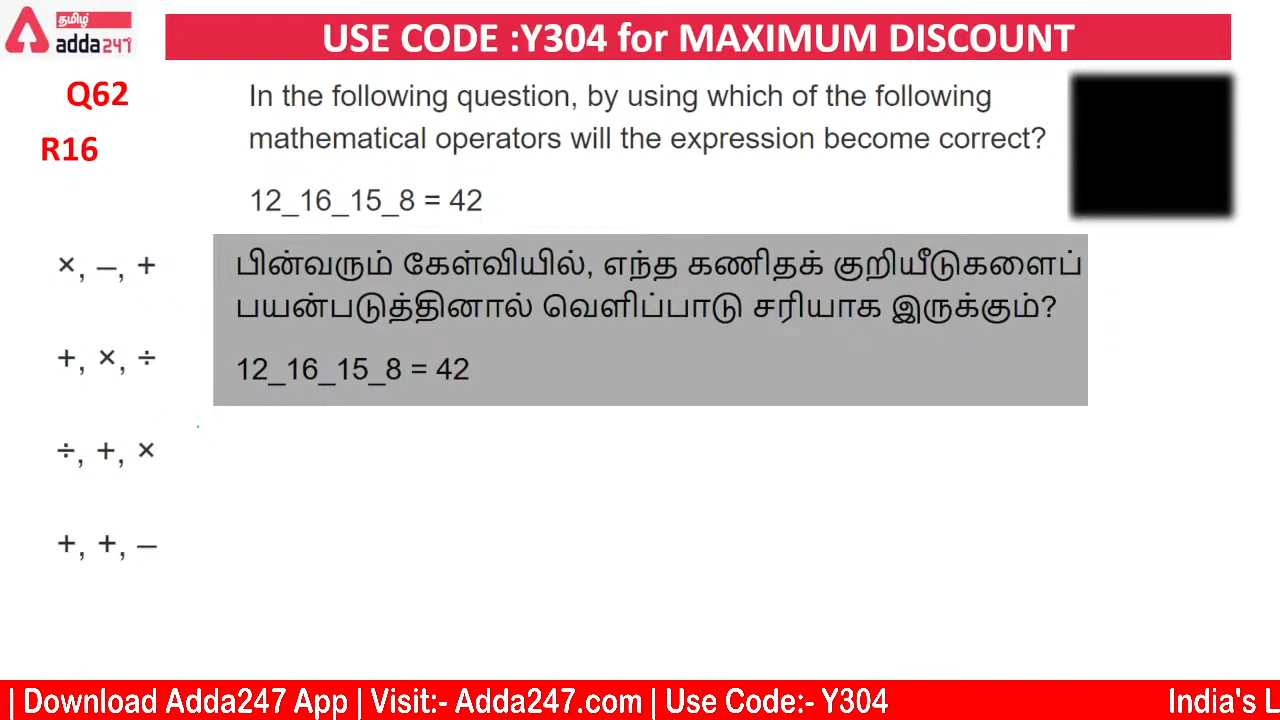 தமிழ்
adda247
USE CODE :Y304 for MAXIMUM DISCOUNT
Q62
R16
In the following question, by using which of the following
mathematical operators will the expression become correct?
12_16_15_8 = 42
பின்வரும் கேள்வியில், எந்த கணிதக் குறியீடுகளைப்
பயன்படுத்தினால் வெளிப்பாடு சரியாக இருக்கும்?
12_16_15_8 = 42
×, –, +
+, ×, ÷
÷, +, ×
+, +, –
| Download Adda247 App | Visit:- Adda247.com | Use Code:- Y304
India's L